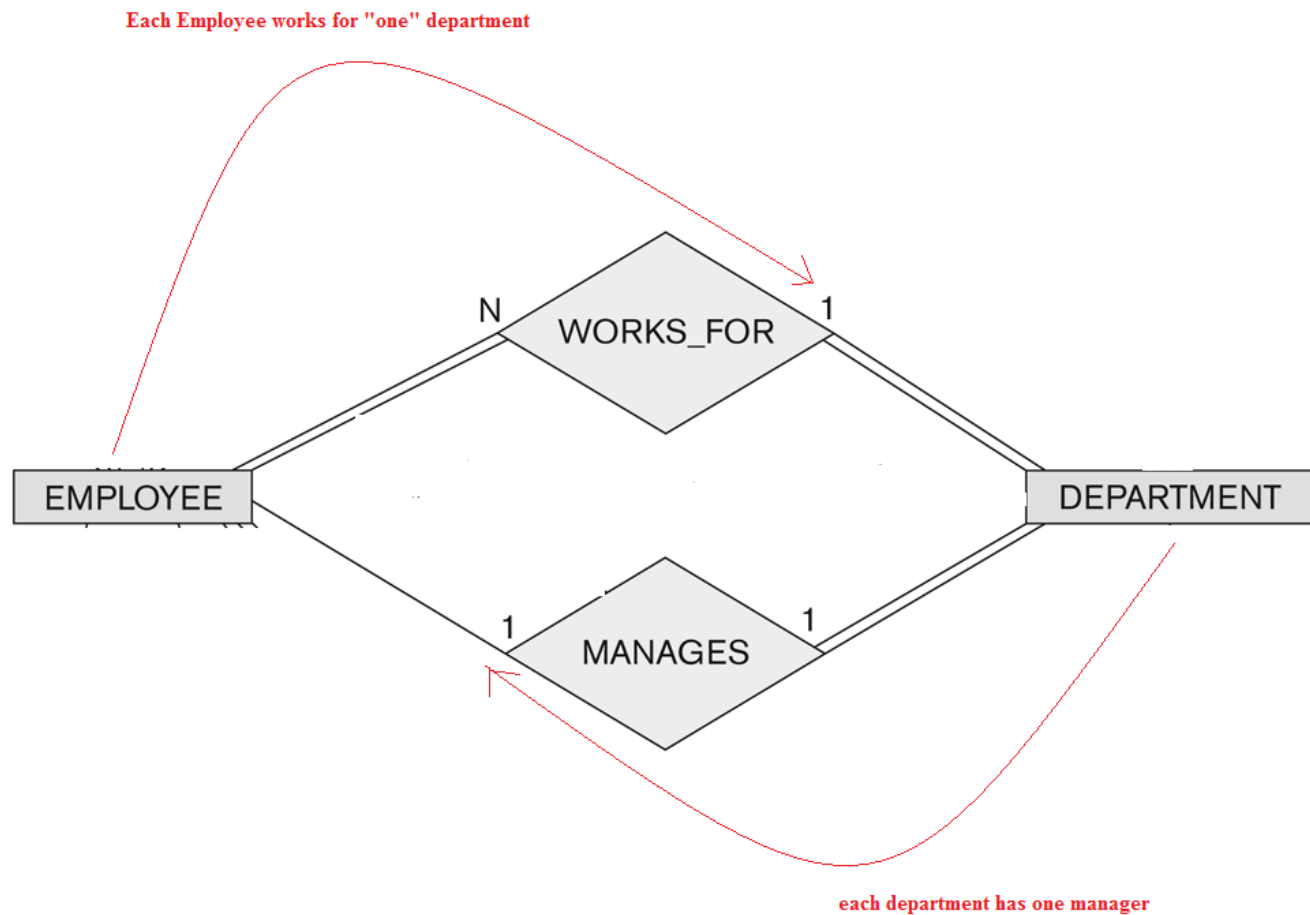 Each Employee works for "one" department
N
WORKS_FOR
1
EMPLOYEE
DEPARTMENT
1
MANAGES
1
each department has one manager